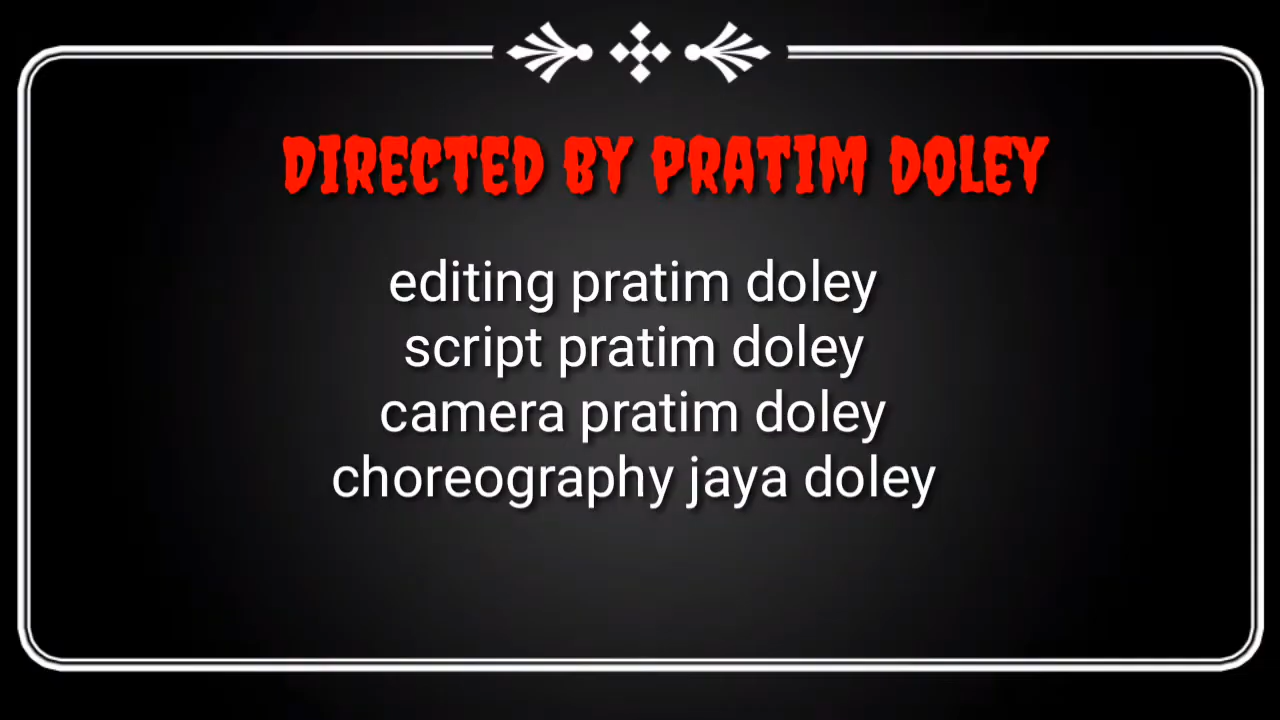 DIRECTED BY PRATIM DOLEY
editing pratim doley
script pratim doley
camera pratim doley
choreography jaya doley